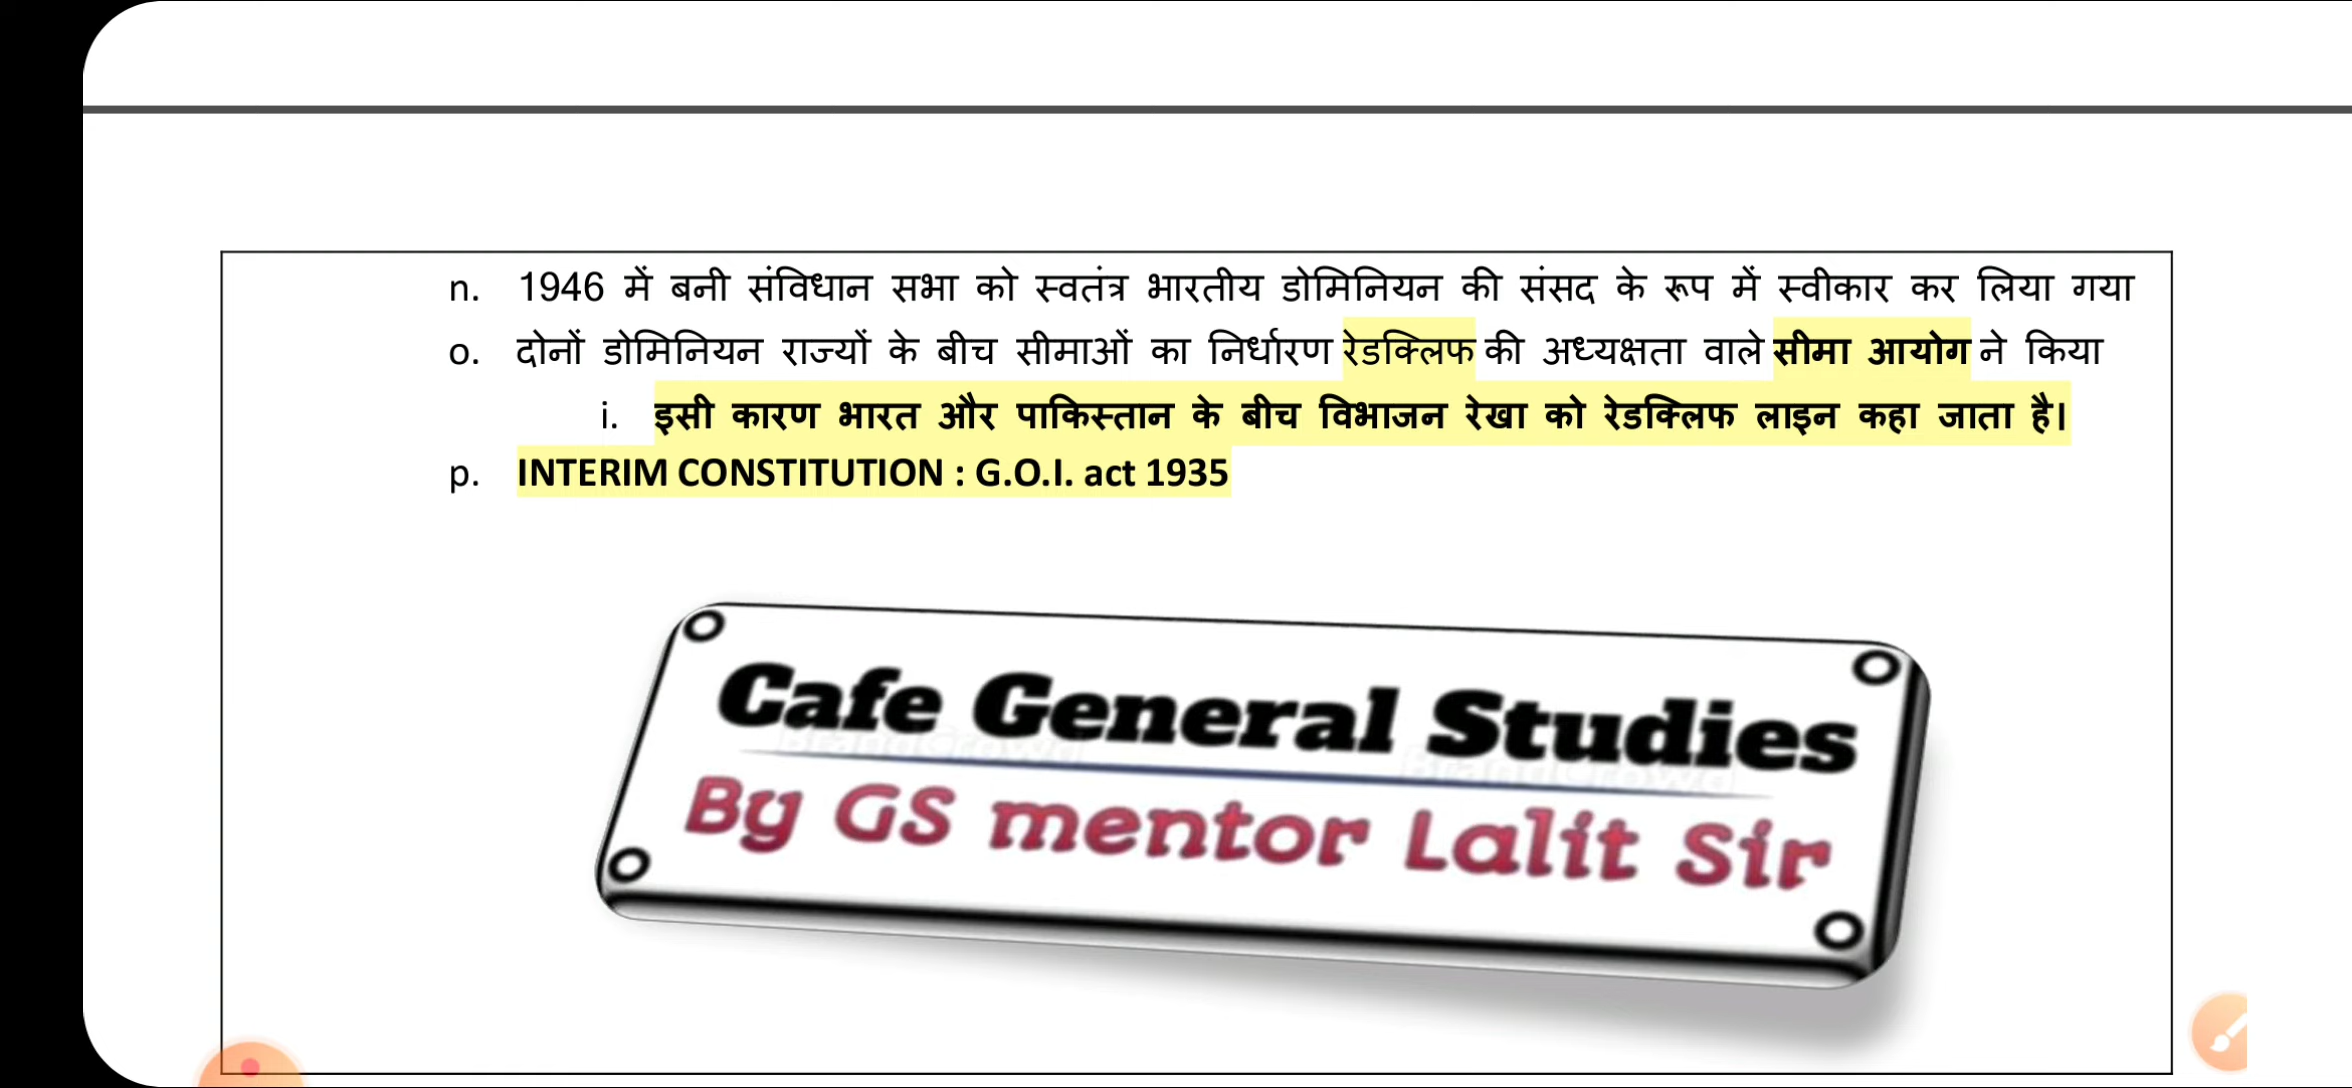 n. 1946 में बनी संविधान सभा को स्वतंत्र भारतीय डोमिनियन की संसद के रूप में स्वीकार कर लिया गया
o. दोनों डोमिनियन राज्यों के बीच सीमाओं का निर्धारण रेडक्लिफ की अध्यक्षता वाले सीमा आयोग ने किया
i. इसी कारण भारत और पाकिस्तान के बीच विभाजन रेखा को रेडक्लिफ लाइन कहा जाता है।
p. INTERIM CONSTITUTION : G.O.I. act 1935
Cafe General Studies
By GS mentor Lalit Sir